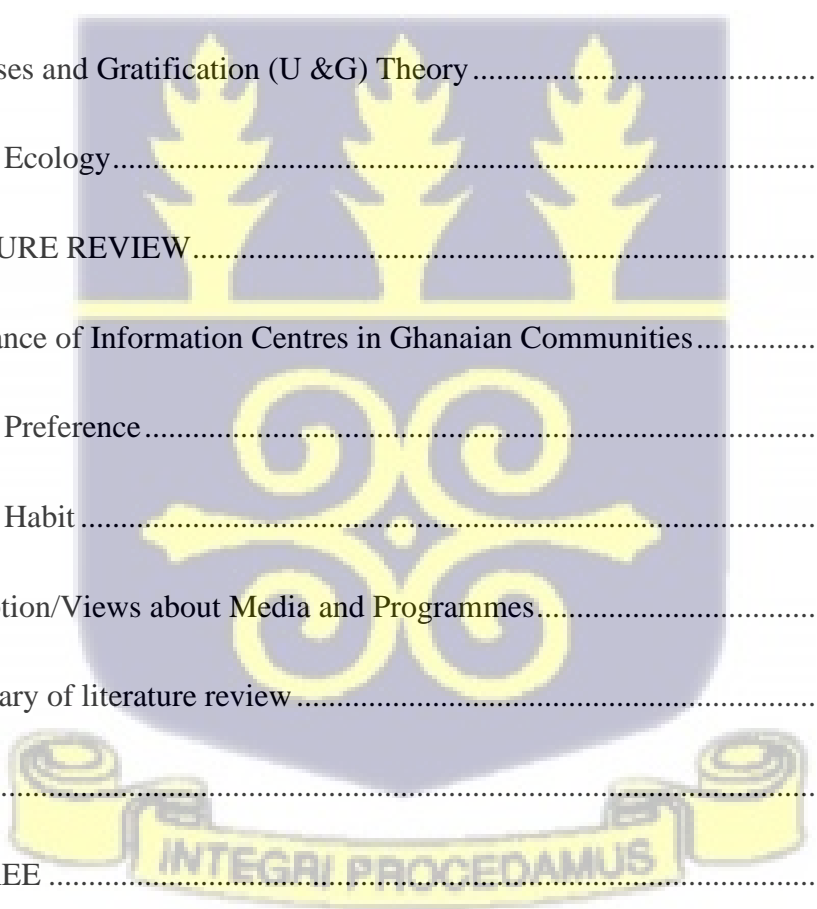 ses and Gratification (U &G) Theory................................................
Ecology................................................................................................
URE REVIEW.....................................................................................
ance of Information Centres in Ghanaian Communities................
Preference............................................................................................
Habit....................................................................................................
tion/Views about Media and Programmes.......................................
ary of literature review.......................................................................
................................................................................................................
INTEGRI PROCEDAMUS
EE........................................................................................................